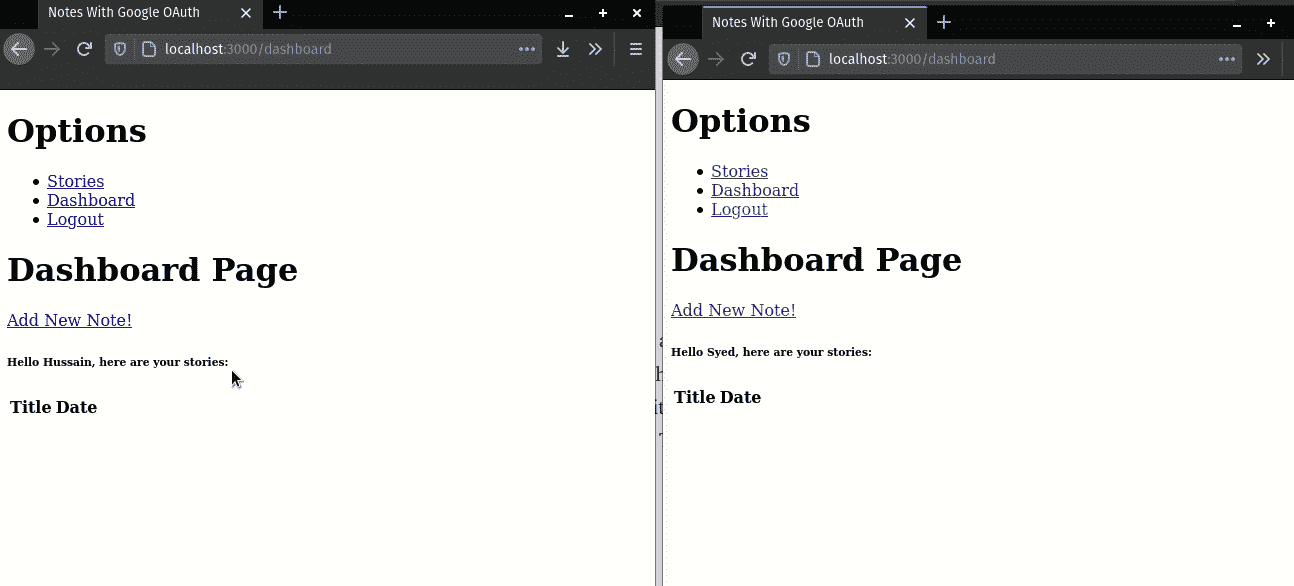 Notes With Google OAuth
localhost:3000/dashboard
Options
Stories
Dashboard
Logout
Dashboard Page
Add New Note!
Hello Hussain, here are your stories:
Title Date
Notes With Google OAuth
localhost:3000/dashboard
Options
Stories
Dashboard
Logout
Dashboard Page
Add New Note!
Hello Syed, here are your stories:
Title Date